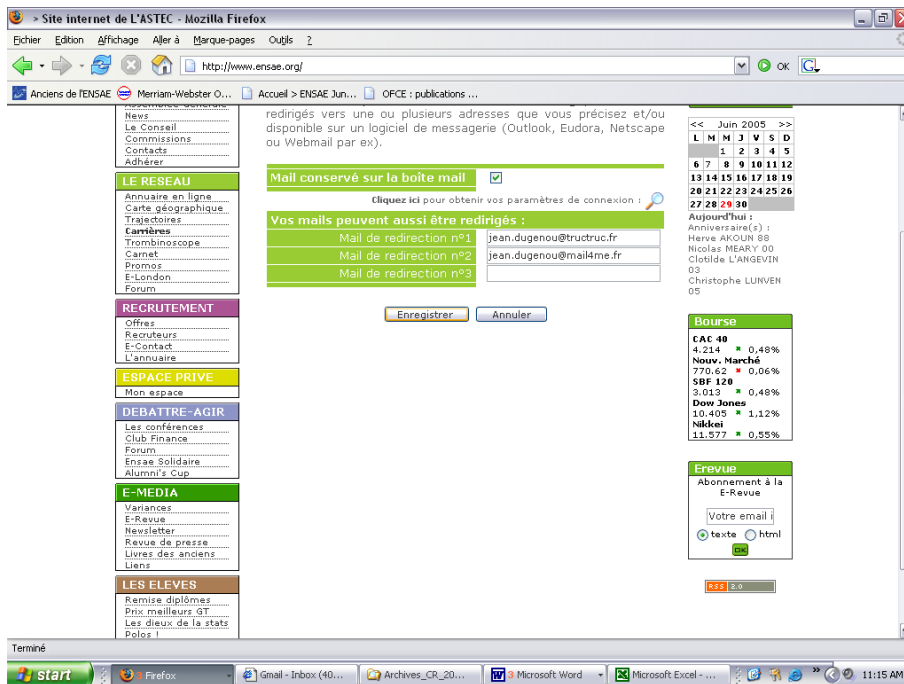 > Site internet de L'ASTEC - Mozilla Firefox
Fichier Edition Affichage Aller à Marque-pages Outils ?
http://www.ensae.org/
OK
Anciens de l'ENSAE Merriam-Webster O... Accueil > ENSAE Jun... OFCE : publications ...
News
Le Conseil
Commissions
Contacts
Adhérer
LE RESEAU
Annuaire en ligne
Carte géographique
Trajectoires
Carrières
Trombinoscope
Carnet
Promos
E-London
Forum
RECRUTEMENT
Offres
Recruteurs
E-Contact
L'annuaire
ESPACE PRIVE
Mon espace
DEBATTRE-AGIR
Les conférences
Club Finance
Forum
Ensae Solidaire
Alumni's Cup
E-MEDIA
Variances
E-Revue
Newsletter
Revue de presse
Livres des anciens
Liens
LES ELEVES
Remise diplômes
Prix meilleurs GT
Les dieux de la stats
Polos !
redirigés vers une ou plusieurs adresses que vous précisez et/ou
disponible sur un logiciel de messagerie (Outlook, Eudora, Netscape
ou Webmail par ex).
Mail conservé sur la boîte mail
Cliquez ici pour obtenir vos paramètres de connexion :
Vos mails peuvent aussi être redirigés :
Mail de redirection n°1 jean.dugenou@tructruc.fr
Mail de redirection n°2 jean.dugenou@mail4me.fr
Mail de redirection n°3
Enregistrer Annuler
<< Juin 2005 >>
L M M J V S D
1 2 3 4 5
6 7 8 9 10 11 12
13 14 15 16 17 18 19
20 21 22 23 24 25 26
27 28 29 30
Aujourd'hui :
Anniversaire(s) :
Herve AKOUN 88
Nicolas MEARY 00
Clotilde L'ANGEVIN
03
Christophe LUNVEN
05
Bourse
CAC 40
4.214 0,48%
Nouv. Marché
770.62 0,06%
SBF 120
3.013 0,48%
Dow Jones
10.405 1,12%
Nikkei
11.577 0,55%
Erevue
Abonnement à la
E-Revue
Votre email i
texte html
OK
RSS 2.0
Terminé
start 3 Firefox Gmail - Inbox (40... Archives_CR_20... 3 Microsoft Word Microsoft Excel - ... 11:15 AM